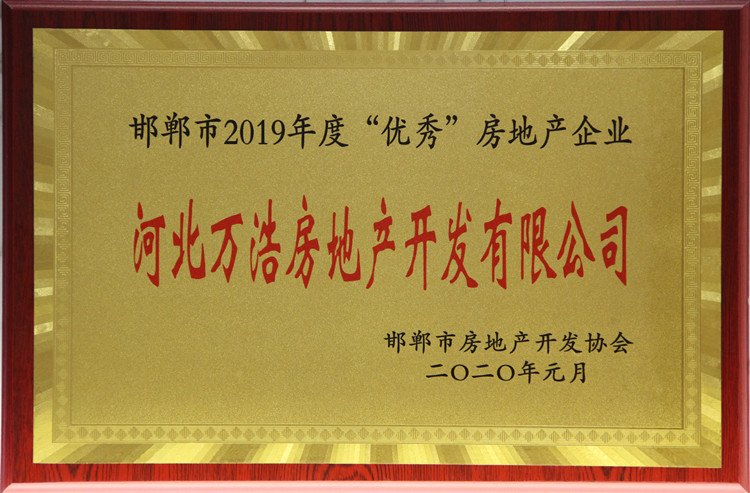 邯郸市2019年度“优秀”房地产企业
河北万浩房地产开发有限公司
邯郸市房地产开发协会
二〇二〇年元月